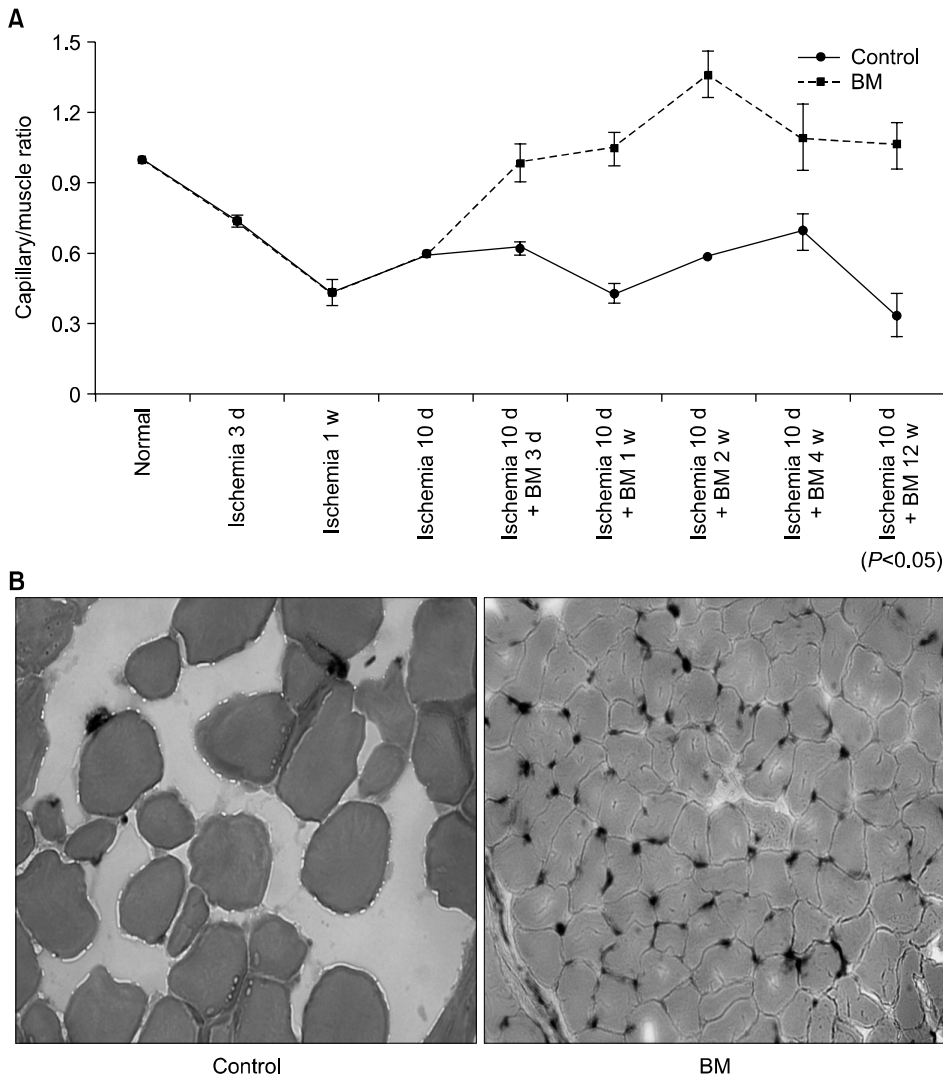 A
1.5
1.2
0.9
0.6
0.3
0
Capillary/muscle ratio
Control
BM
Normal
Ischemia 3 d
Ischemia 1 w
Ischemia 10 d
Ischemia 10 d
+ BM 3 d
Ischemia 10 d
+ BM 1 w
Ischemia 10 d
+ BM 2 w
Ischemia 10 d
+ BM 4 w
Ischemia 10 d
+ BM 12 w
(P<0.05)
B
Control
BM